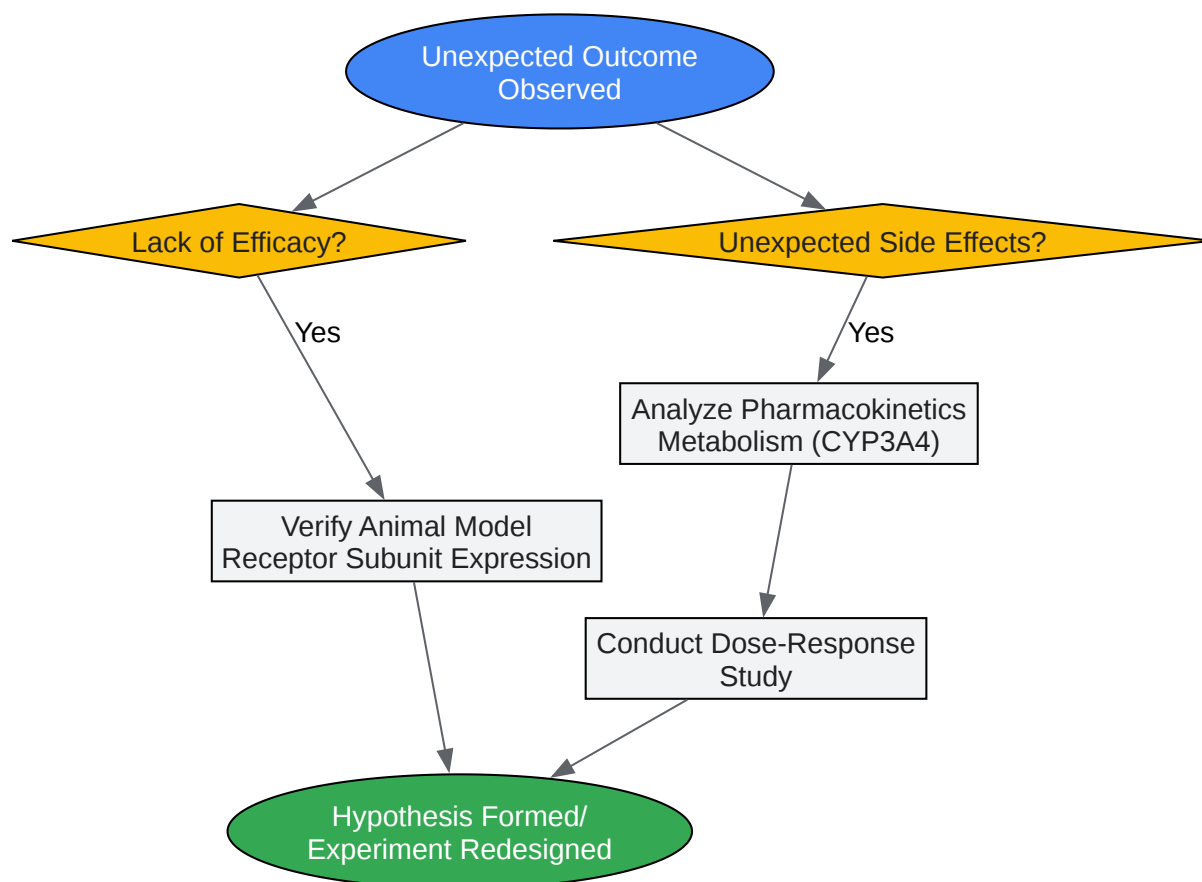 Unexpected Outcome
Observed
Lack of Efficacy?
Unexpected Side Effects?
Yes
Yes
Analyze Pharmacokinetics
Metabolism (CYP3A4)
Verify Animal Model
Receptor Subunit Expression
Conduct Dose-Response
Study
Hypothesis Formed/
Experiment Redesigned